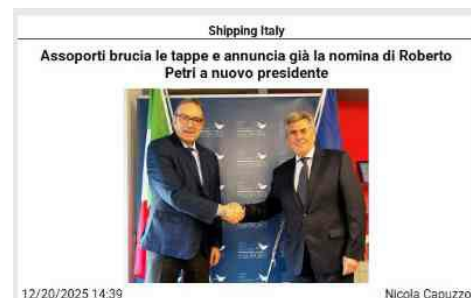 Shipping Italy
Assoporti brucia le tappe e annuncia già la nomina di Roberto
Petri a nuovo presidente
12/20/2025 14:39
Nicola Capuzzo